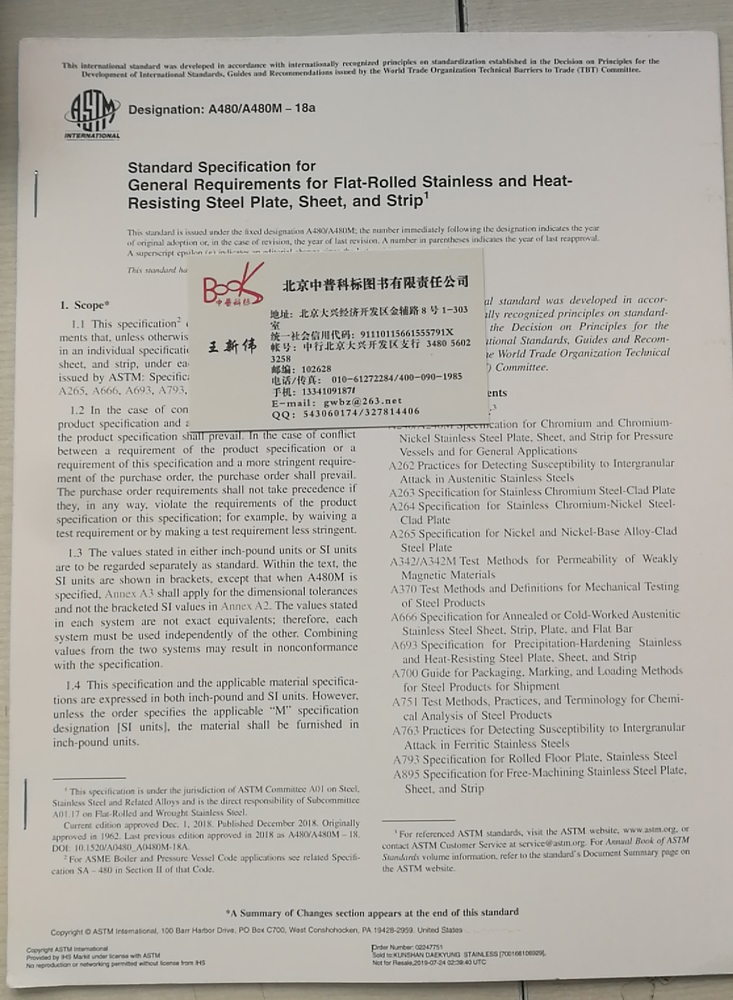 This international standard was developed in accordance with internationally recognized principles on standardization established in the Decision on Principles for the
Development of International Standards, Guides and Recommendations issued by the World Trade Organization Technical Barriers to Trade (TBT) Committee.
ASTM
INTERNATIONAL
Designation: A480/A480M – 18a
Standard Specification for
General Requirements for Flat-Rolled Stainless and Heat-
Resisting Steel Plate, Sheet, and Strip1
This standard is issued under the fixed designation A480/A480M; the number immediately following the designation indicates the year
of original adoption or, in the case of revision, the year of last revision. A number in parentheses indicates the year of last reapproval.
A superscript epsilon
This standard ha
BooKS
中普科标
北京中普科标图书有限责任公司
王新伟
地址：北京大兴经济开发区金辅路 8 号 1-303
室
统一社会信用代码：91110115661555791X
帐号：中行北京大兴开发区支行 3480 5602
3258
邮编：102628
电话/传真： 010-61272284/400-090-1985
手机：13341091871
E-mail: gwbz@263.net
QQ: 543060174/327814406
1. Scope*
1.1 This specification2
ments that, unless otherwis
in an individual specificatio
sheet, and strip, under ea
issued by ASTM: Specific
A265, A666, A693, A793,
1.2 In the case of con
product specification and
the product specification shall prevail. In the case of conflict
between a requirement of the product specification or a
requirement of this specification and a more stringent require-
ment of the purchase order, the purchase order shall prevail.
The purchase order requirements shall not take precedence if
they, in any way, violate the requirements of the product
specification or this specification; for example, by waiving a
test requirement or by making a test requirement less stringent.
1.3 The values stated in either inch-pound units or SI units
are to be regarded separately as standard. Within the text, the
SI units are shown in brackets, except that when A480M is
specified, Annex A3 shall apply for the dimensional tolerances
and not the bracketed SI values in Annex A2. The values stated
in each system are not exact equivalents; therefore, each
system must be used independently of the other. Combining
values from the two systems may result in nonconformance
with the specification.
1.4 This specification and the applicable material specifica-
tions are expressed in both inch-pound and SI units. However,
unless the order specifies the applicable “M” specification
designation [SI units], the material shall be furnished in
inch-pound units.
al standard was developed in accor-
lly recognized principles on standard-
the Decision on Principles for the
ational Standards, Guides and Recom-
e World Trade Organization Technical
) Committee.
ents
3
Specification for Chromium and Chromium-
Nickel Stainless Steel Plate, Sheet, and Strip for Pressure
Vessels and for General Applications
A262 Practices for Detecting Susceptibility to Intergranular
Attack in Austenitic Stainless Steels
A263 Specification for Stainless Chromium Steel-Clad Plate
A264 Specification for Stainless Chromium-Nickel Steel-
Clad Plate
A265 Specification for Nickel and Nickel-Base Alloy-Clad
Steel Plate
A342/A342M Test Methods for Permeability of Weakly
Magnetic Materials
A370 Test Methods and Definitions for Mechanical Testing
of Steel Products
A666 Specification for Annealed or Cold-Worked Austenitic
Stainless Steel Sheet, Strip, Plate, and Flat Bar
A693 Specification for Precipitation-Hardening Stainless
and Heat-Resisting Steel Plate, Sheet, and Strip
A700 Guide for Packaging, Marking, and Loading Methods
for Steel Products for Shipment
A751 Test Methods, Practices, and Terminology for Chemi-
cal Analysis of Steel Products
A763 Practices for Detecting Susceptibility to Intergranular
Attack in Ferritic Stainless Steels
A793 Specification for Rolled Floor Plate, Stainless Steel
A895 Specification for Free-Machining Stainless Steel Plate,
Sheet, and Strip
1 This specification is under the jurisdiction of ASTM Committee A01 on Steel,
Stainless Steel and Related Alloys and is the direct responsibility of Subcommittee
A01.17 on Flat-Rolled and Wrought Stainless Steel.
Current edition approved Dec. 1, 2018. Published December 2018. Originally
approved in 1962. Last previous edition approved in 2018 as A480/A480M – 18.
DOI: 10.1520/A0480_A0480M-18A.
2 For ASME Boiler and Pressure Vessel Code applications see related Specifi-
cation SA – 480 in Section II of that Code.
3 For referenced ASTM standards, visit the ASTM website, www.astm.org, or
contact ASTM Customer Service at service@astm.org. For Annual Book of ASTM
Standards volume information, refer to the standard's Document Summary page on
the ASTM website.
*A Summary of Changes section appears at the end of this standard
Copyright © ASTM International, 100 Barr Harbor Drive, PO Box C700, West Conshohocken, PA 19428-2959. United States
Copyright ASTM International
Provided by IHS Markit under license with ASTM
No reproduction or networking permitted without license from IHS
Order Number: 02247751
Sold to:KUNSHAN DAEKYUNG STAINLESS [700166106929],
Not for Resale,2019-07-24 02:38:40 UTC